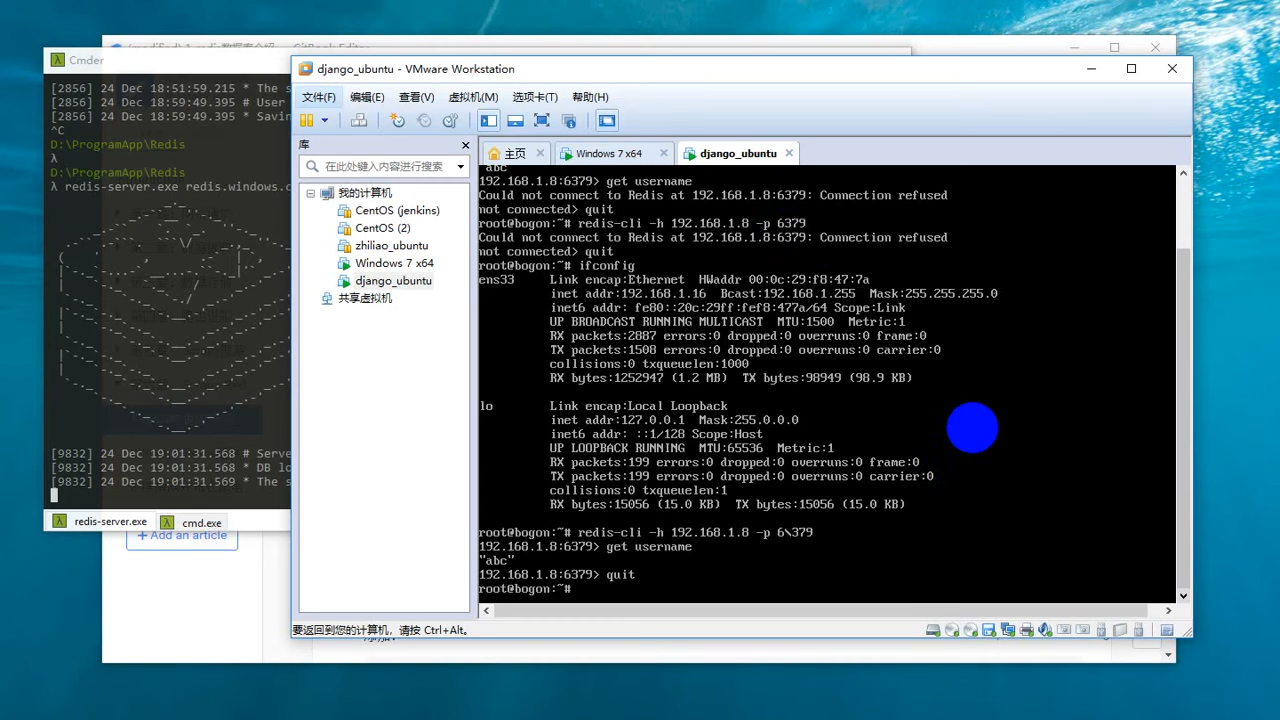 (modified) 1.redis数据库介绍 - GitBook Editor
Cmder
[2856] 24 Dec 18:51:59.215 * The s
[2856] 24 Dec 18:59:49.395 # User
[2856] 24 Dec 18:59:49.395 * Savin
^C
D:\ProgramApp\Redis
λ
D:\ProgramApp\Redis
λ redis-server.exe redis.windows.c
[9832] 24 Dec 19:01:31.568 # Serve
[9832] 24 Dec 19:01:31.568 * DB lo
[9832] 24 Dec 19:01:31.569 * The s
redis-server.exe
cmd.exe
+ Add an article
django_ubuntu - VMware Workstation
文件(F) 编辑(E) 查看(V) 虚拟机(M) 选项卡(T) 帮助(H)
库
在此处键入内容进行搜索
我的计算机
CentOS (jenkins)
CentOS (2)
zhiliao_ubuntu
Windows 7 x64
django_ubuntu
共享虚拟机
主页
Windows 7 x64
django_ubuntu
"abc"
192.168.1.8:6379> get username
Could not connect to Redis at 192.168.1.8:6379: Connection refused
not connected> quit
root@bogon:~# redis-cli -h 192.168.1.8 -p 6379
Could not connect to Redis at 192.168.1.8:6379: Connection refused
not connected> quit
root@bogon:~# ifconfig
ens33 Link encap:Ethernet HWaddr 00:0c:29:f8:47:7a
inet addr:192.168.1.16 Bcast:192.168.1.255 Mask:255.255.255.0
inet6 addr: fe80::20c:29ff:fef8:477a/64 Scope:Link
UP BROADCAST RUNNING MULTICAST MTU:1500 Metric:1
RX packets:2887 errors:0 dropped:0 overruns:0 frame:0
TX packets:1508 errors:0 dropped:0 overruns:0 carrier:0
collisions:0 txqueuelen:1000
RX bytes:1252947 (1.2 MB) TX bytes:98949 (98.9 KB)
lo Link encap:Local Loopback
inet addr:127.0.0.1 Mask:255.0.0.0
inet6 addr: ::1/128 Scope:Host
UP LOOPBACK RUNNING MTU:65536 Metric:1
RX packets:199 errors:0 dropped:0 overruns:0 frame:0
TX packets:199 errors:0 dropped:0 overruns:0 carrier:0
collisions:0 txqueuelen:1
RX bytes:15056 (15.0 KB) TX bytes:15056 (15.0 KB)
root@bogon:~# redis-cli -h 192.168.1.8 -p 6\379
192.168.1.8:6379> get username
"abc"
192.168.1.8:6379> quit
root@bogon:~#
要返回到您的计算机，请按 Ctrl+Alt。